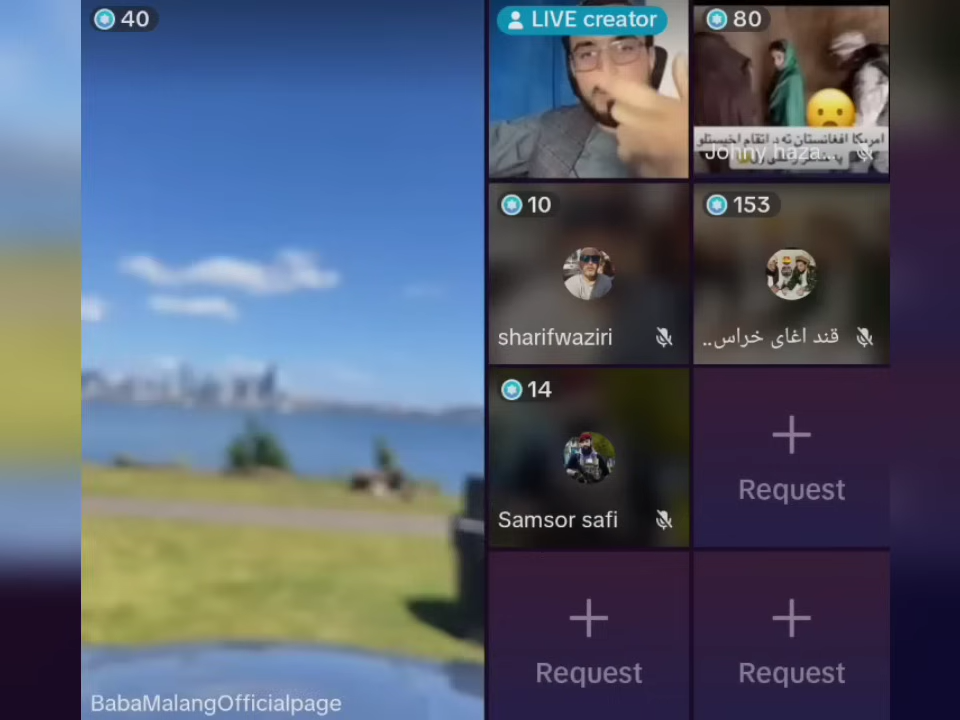 40
LIVE creator
80
امریکا افغانستان ته د انتقام اخیستلو
Johny haza...
10
153
sharifwaziri
قند اغای خراس..
14
Samsor safi
Request
Request
Request
BabaMalangOfficialpage